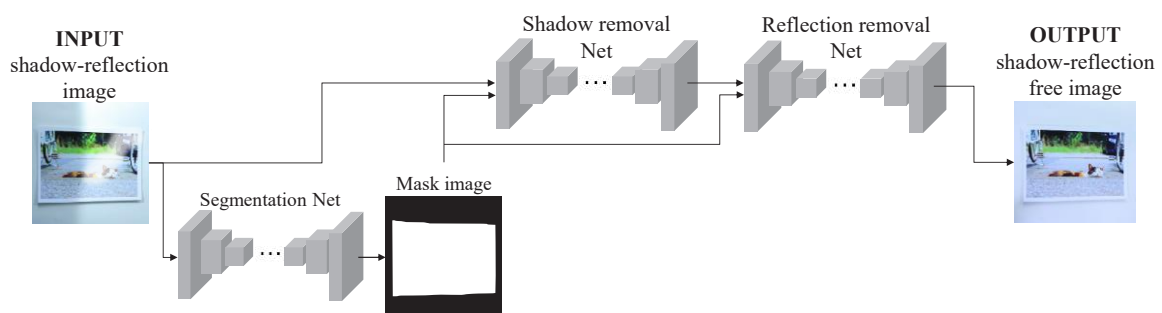 INPUT
shadow-reflection
image
Segmentation Net
Mask image
Shadow removal
Net
Reflection removal
Net
OUTPUT
shadow-reflection
free image